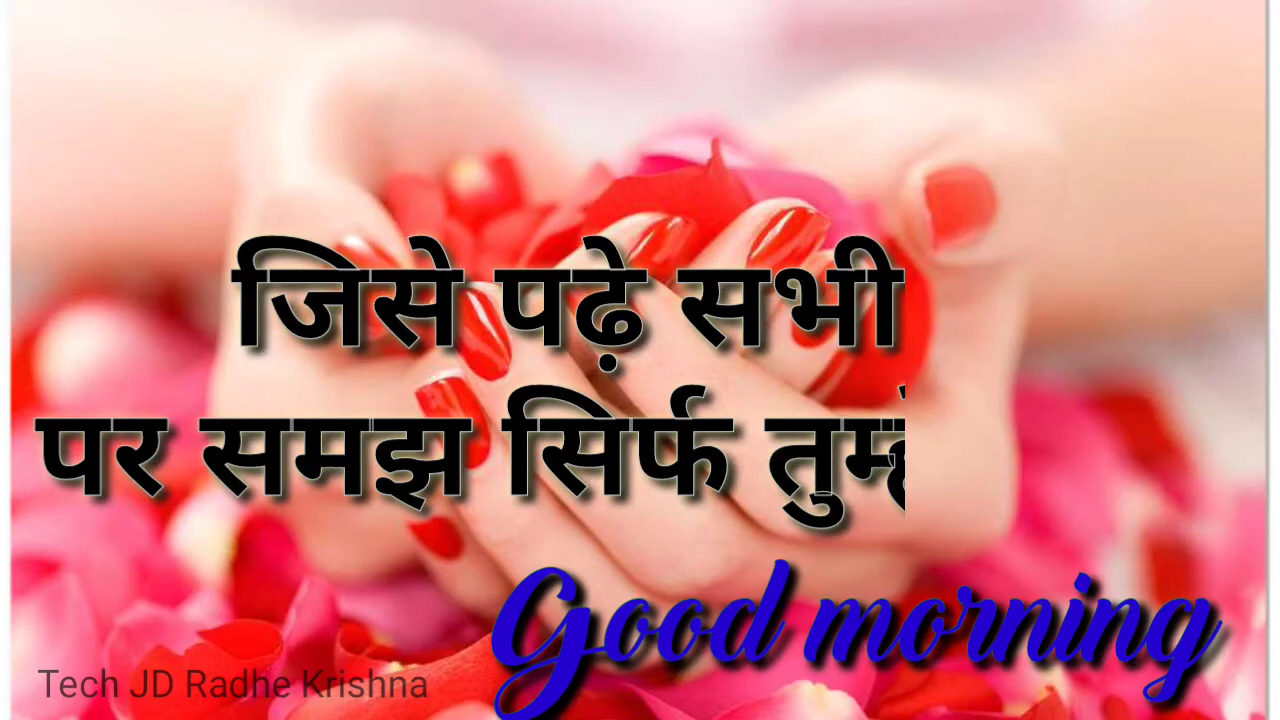 जिसे पढ़े सभी
पर समझ सिर्फ
Good morning
Tech JD Radhe Krishna